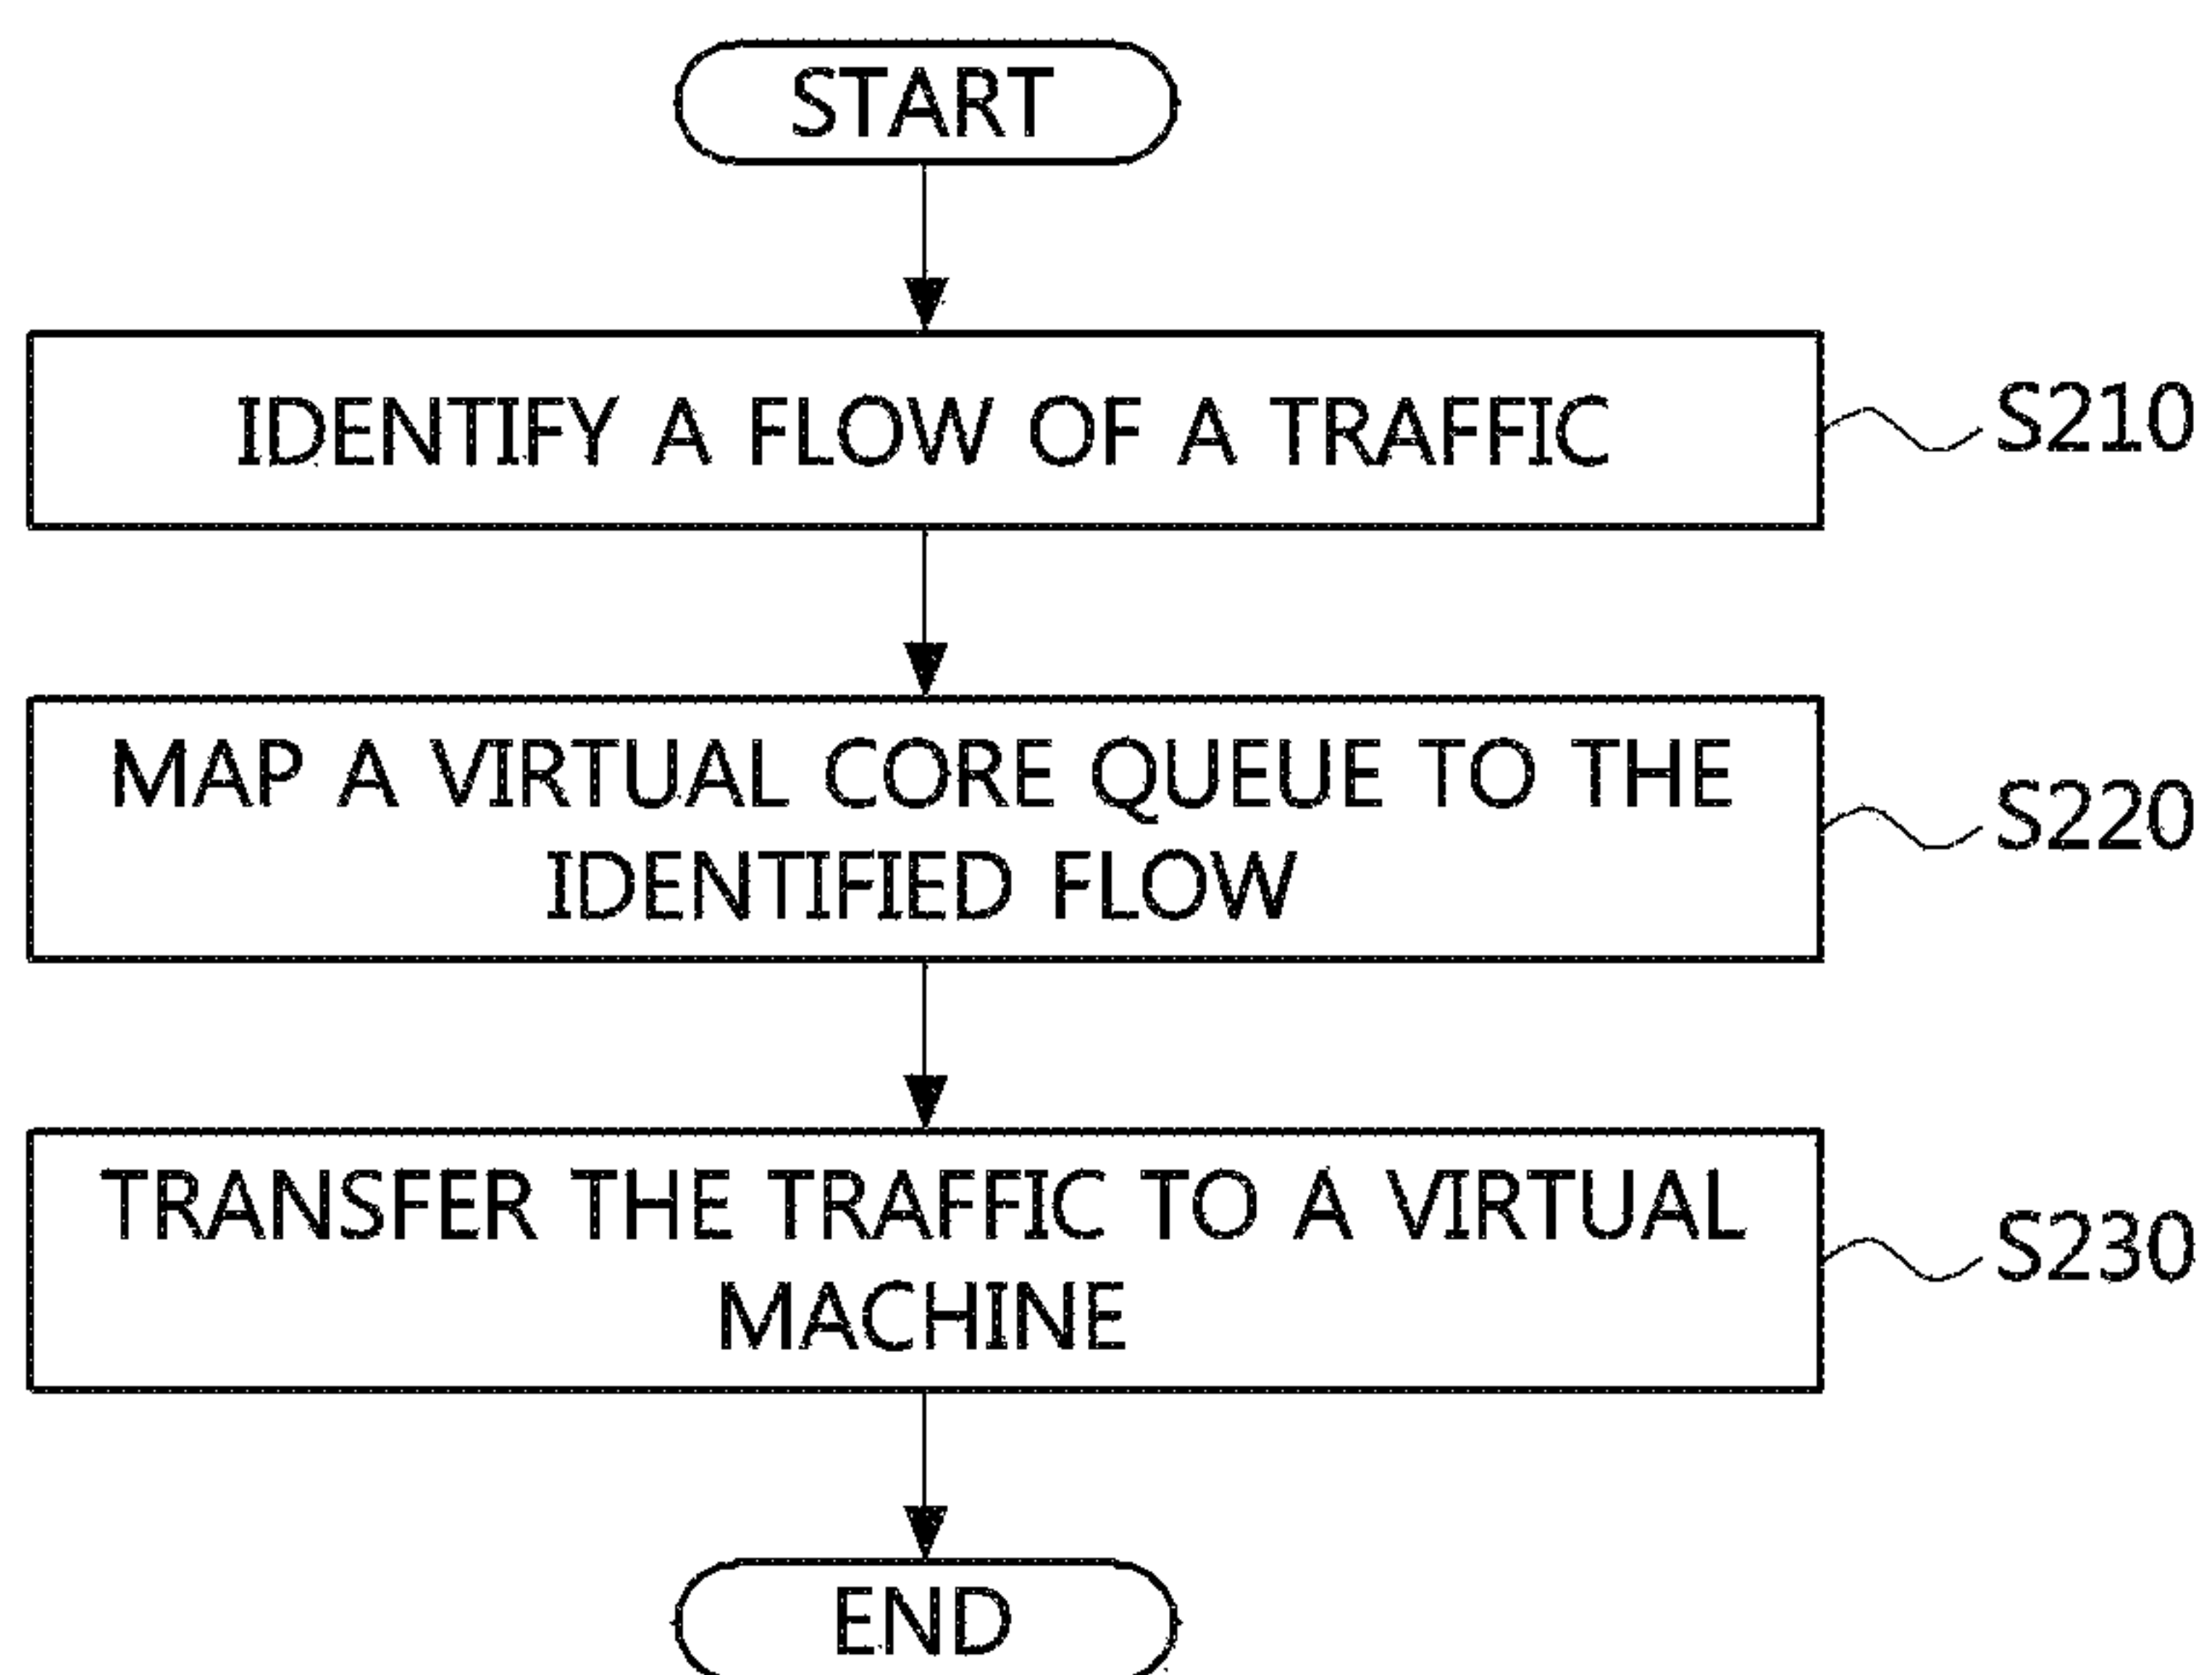 START
IDENTIFY A FLOW OF A TRAFFIC
S210
MAP A VIRTUAL CORE QUEUE TO THE
IDENTIFIED FLOW
S220
TRANSFER THE TRAFFIC TO A VIRTUAL
MACHINE
S230
END